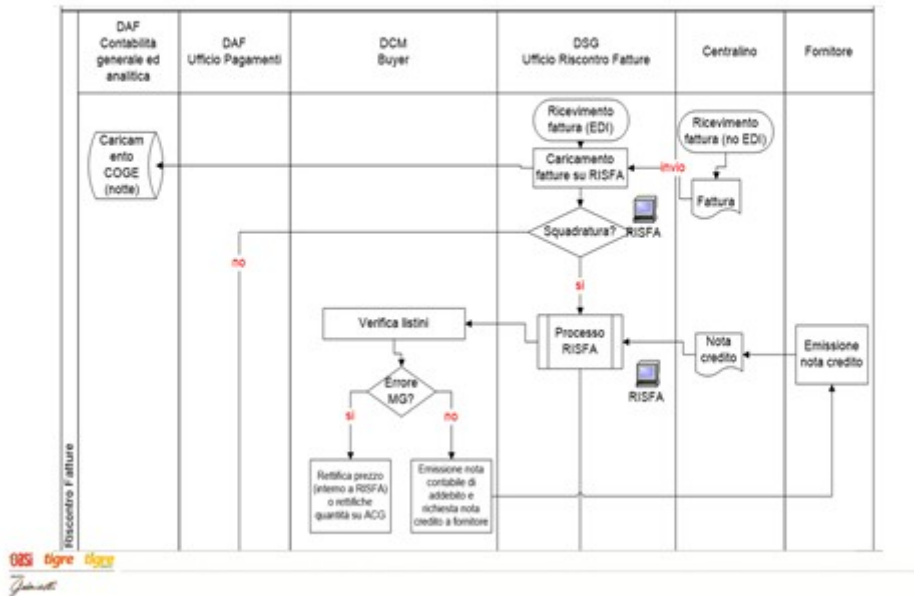 DAF
Contabilità
generale ed
analitica
DAF
Ufficio Pagamenti
DCM
Buyer
DSG
Ufficio Riscontro Fatture
Centralino
Fornitore
Ricevimento
fattura (EDI)
Ricevimento
fattura (no EDI)
Caricam
ento
COGE
(notte)
Caricamento
fatture su RISFA
invio
Fattura
Squadratura?
RISFA
no
si
Verifica listini
Processo
RISFA
Nota
credito
Emissione
nota credito
Errore
MG?
RISFA
si
no
Rettifica prezzo
(interno a RISFA)
o rettifiche
quantità su ACG
Emissione nota
contabile di
addebito e
richiesta nota
credito a fornitore
Riscontro Fatture
oasi tigre tigre